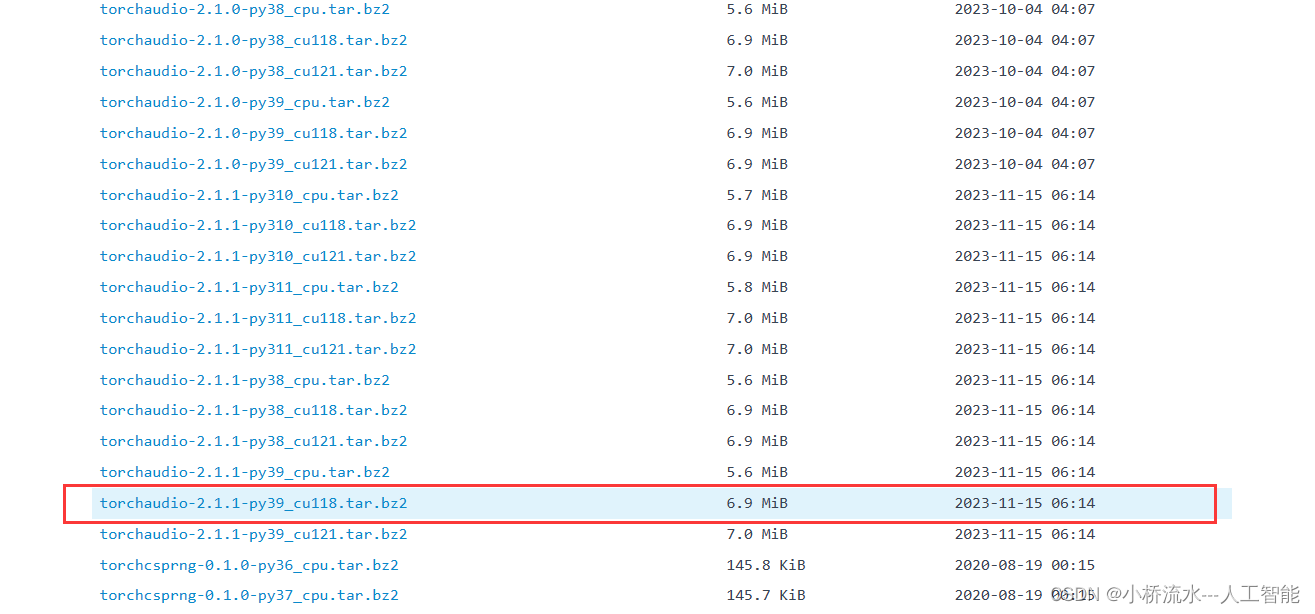 torchaudio-2.1.0-py38_cpu.tar.bz2 5.6 MiB 2023-10-04 04:07
torchaudio-2.1.0-py38_cu118.tar.bz2 6.9 MiB 2023-10-04 04:07
torchaudio-2.1.0-py38_cu121.tar.bz2 7.0 MiB 2023-10-04 04:07
torchaudio-2.1.0-py39_cpu.tar.bz2 5.6 MiB 2023-10-04 04:07
torchaudio-2.1.0-py39_cu118.tar.bz2 6.9 MiB 2023-10-04 04:07
torchaudio-2.1.0-py39_cu121.tar.bz2 6.9 MiB 2023-10-04 04:07
torchaudio-2.1.1-py310_cpu.tar.bz2 5.7 MiB 2023-11-15 06:14
torchaudio-2.1.1-py310_cu118.tar.bz2 6.9 MiB 2023-11-15 06:14
torchaudio-2.1.1-py310_cu121.tar.bz2 6.9 MiB 2023-11-15 06:14
torchaudio-2.1.1-py311_cpu.tar.bz2 5.8 MiB 2023-11-15 06:14
torchaudio-2.1.1-py311_cu118.tar.bz2 7.0 MiB 2023-11-15 06:14
torchaudio-2.1.1-py311_cu121.tar.bz2 7.0 MiB 2023-11-15 06:14
torchaudio-2.1.1-py38_cpu.tar.bz2 5.6 MiB 2023-11-15 06:14
torchaudio-2.1.1-py38_cu118.tar.bz2 6.9 MiB 2023-11-15 06:14
torchaudio-2.1.1-py38_cu121.tar.bz2 6.9 MiB 2023-11-15 06:14
torchaudio-2.1.1-py39_cpu.tar.bz2 5.6 MiB 2023-11-15 06:14
torchaudio-2.1.1-py39_cu118.tar.bz2 6.9 MiB 2023-11-15 06:14
torchaudio-2.1.1-py39_cu121.tar.bz2 7.0 MiB 2023-11-15 06:14
torchcsprng-0.1.0-py36_cpu.tar.bz2 145.8 KiB 2020-08-19 00:15
torchcsprng-0.1.0-py37_cpu.tar.bz2 145.7 KiB 2020-08-19 00:15
CSDN @小桥流水---人工智能